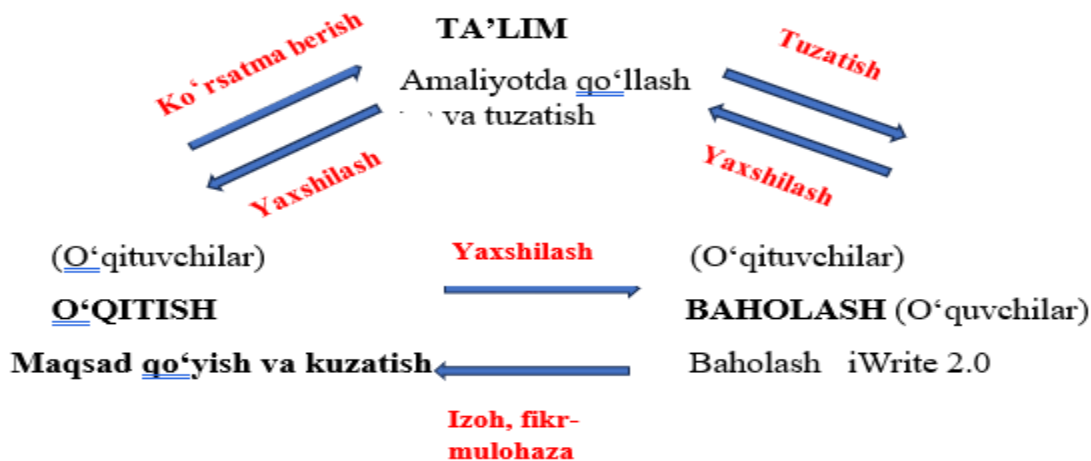 TA’LIM
Ko‘rsatma berish
Tuzatish
Amaliyotda qo‘llash
va tuzatish
Yaxshilash
Yaxshilash
(O‘qituvchilar)
Yaxshilash
(O‘qituvchilar)
O‘QITISH
BAHOLASH (O‘quvchilar)
Maqsad qo‘yish va kuzatish
Baholash iWrite 2.0
Izoh, fikr-
mulohaza